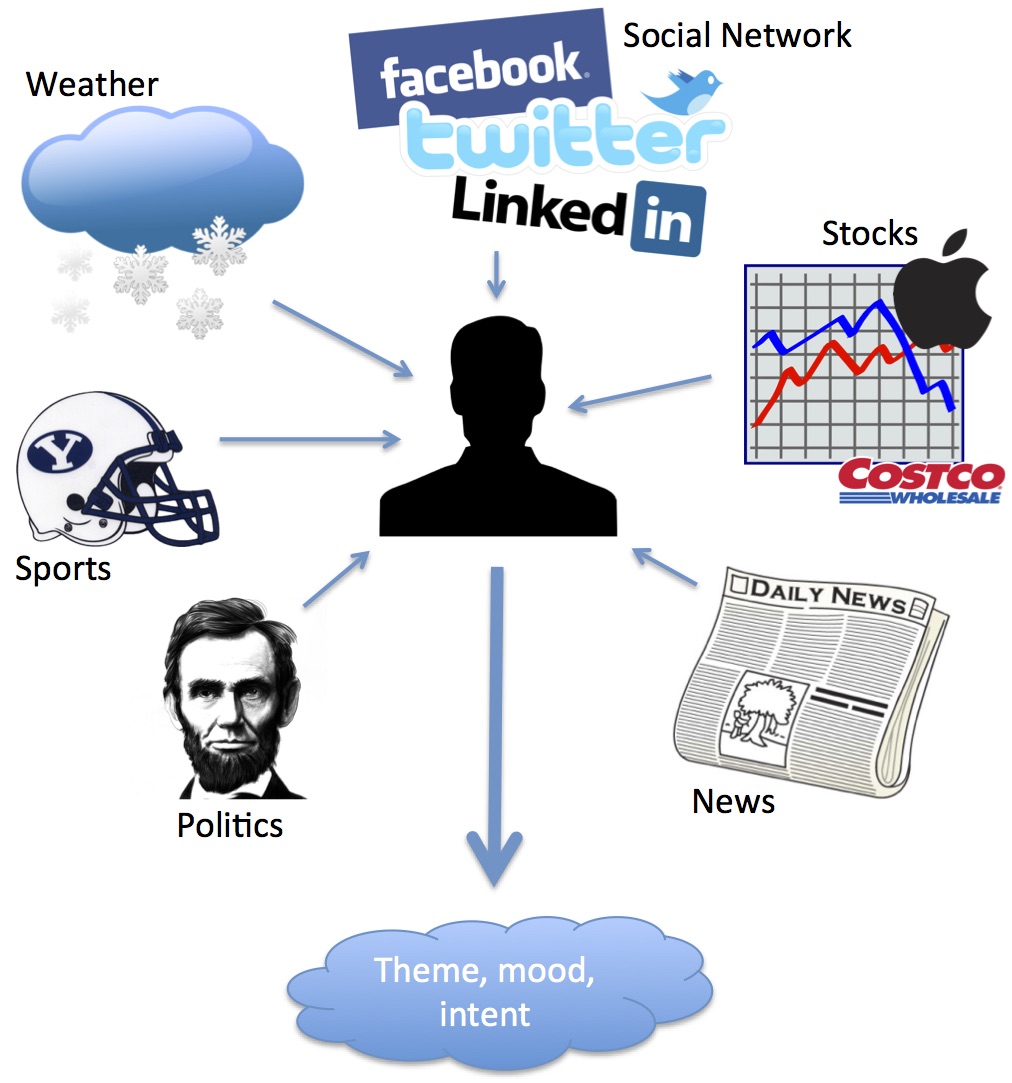 Social Network
facebook
twitter
Linked in
Weather
Stocks
COSTCO
WHOLESALE
Y
Sports
DAILY NEWS
News
Politics
Theme, mood,
intent